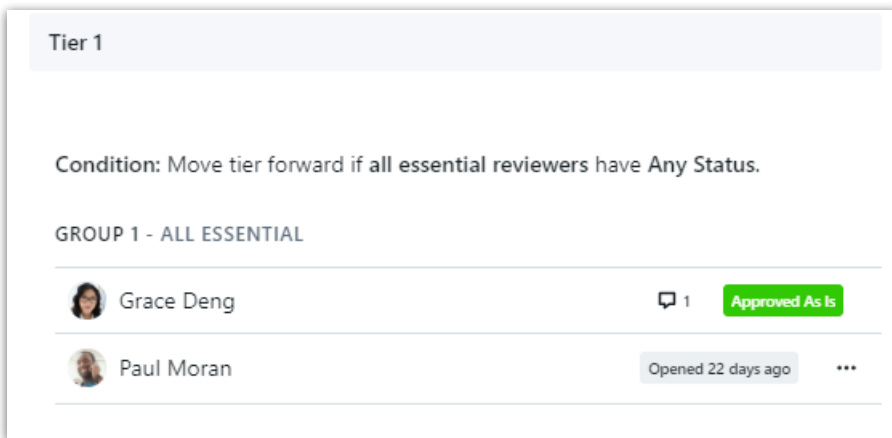 Tier 1
Condition: Move tier forward if all essential reviewers have Any Status.
GROUP 1 - ALL ESSENTIAL
Grace Deng 1 Approved As Is
Paul Moran Opened 22 days ago ...